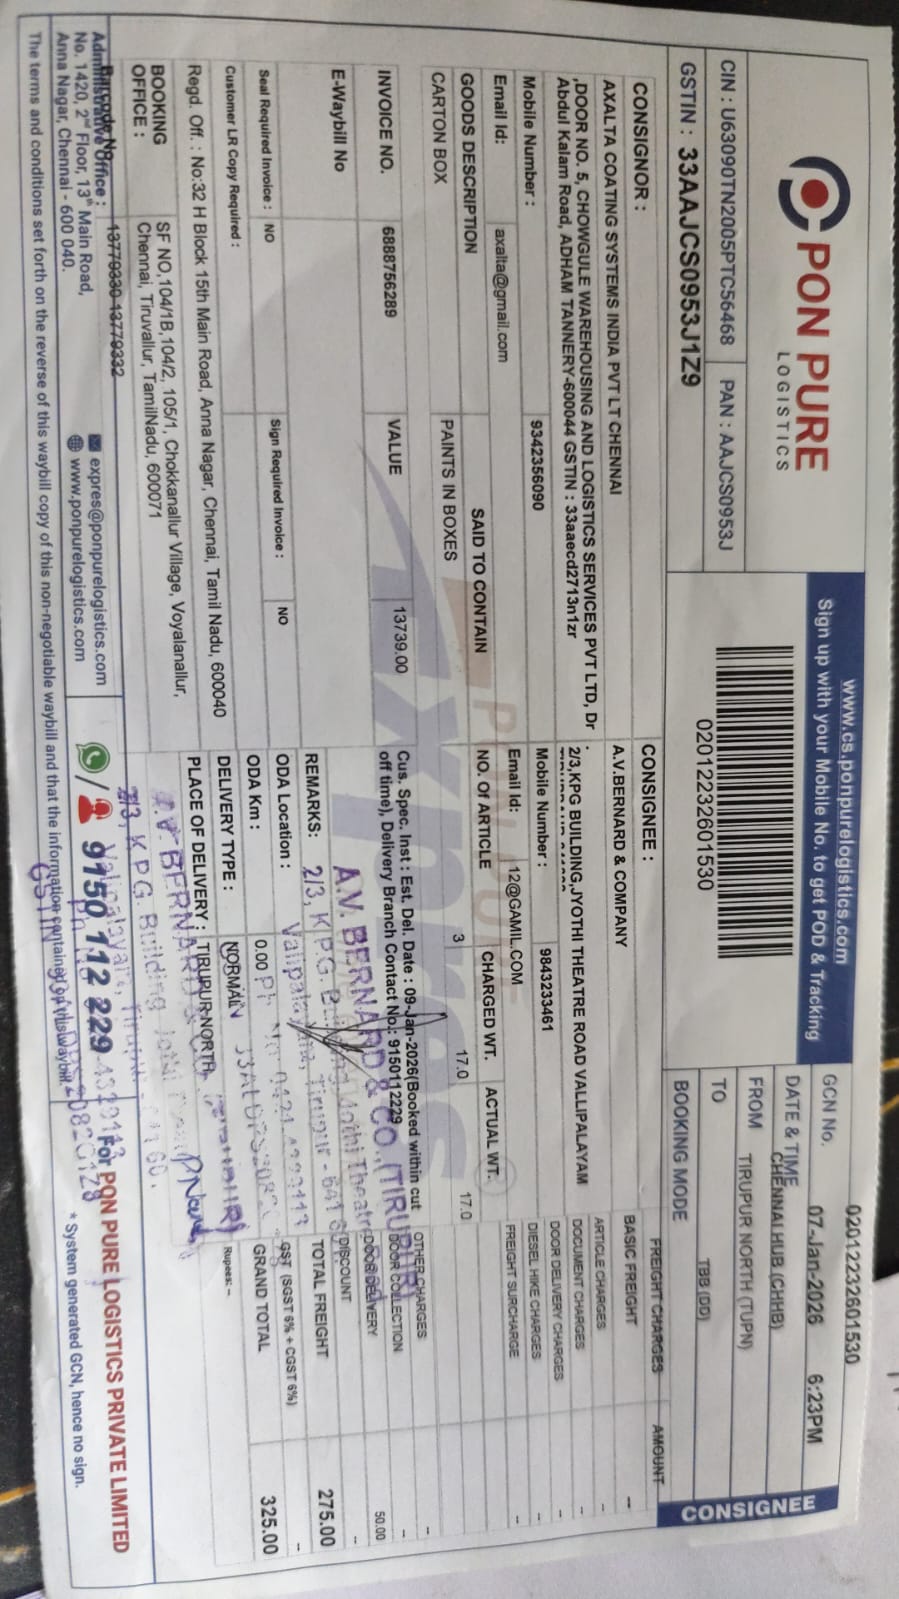 PON PURE
LOGISTICS
www.cs.ponpurelogistics.com
Sign up with your Mobile No. to get POD & Tracking
CIN : U63090TN2005PTC56468
PAN : AAJCS0953J
GSTIN : 33AAJCS0953J1Z9
02012232601530
GCN No. 02012232601530
DATE & TIME 07-Jan-2026 6:23PM
FROM CHENNAI HUB (CHHB)
TO TIRUPUR NORTH (TUPN)
BOOKING MODE TBB (DD)
CONSIGNEE
CONSIGNOR :
AXALTA COATING SYSTEMS INDIA PVT LT CHENNAI
,DOOR NO. 5, CHOWGULE WAREHOUSING AND LOGISTICS SERVICES PVT LTD, Dr .
Abdul Kalam Road, ADHAM TANNERY-600044 GSTIN : 33aaecd2713n1zr
Mobile Number : 9342356090
Email Id: axalta@gmail.com
CONSIGNEE :
A.V.BERNARD & COMPANY
2/3,KPG BUILDING,JYOTHI THEATRE ROAD VALLIPALAYAM
Mobile Number : 9843233461
Email Id: 12@GAMIL.COM
FREIGHT CHARGES AMOUNT
BASIC FREIGHT --
ARTICLE CHARGES --
DOCUMENT CHARGES --
DOOR DELIVERY CHARGES --
DIESEL HIKE CHARGES --
FREIGHT SURCHARGE --
OTHER CHARGES --
DOOR COLLECTION --
DOOR DELIVERY 50.00
DISCOUNT --
TOTAL FREIGHT 275.00
GST (SGST 6% + CGST 6%) --
GRAND TOTAL 325.00
Rupees: --
GOODS DESCRIPTION
SAID TO CONTAIN
NO. OF ARTICLE
CHARGED WT.
ACTUAL WT.
CARTON BOX
PAINTS IN BOXES
3
17.0
17.0
INVOICE NO. 6888756289
VALUE 13739.00
E-Waybill No
Cus. Spec. Inst : Est. Del. Date : 09-Jan-2026(Booked within cut
off time), Delivery Branch Contact No.: 9150112229
Seal Required Invoice : NO
Sign Required Invoice : NO
Customer LR Copy Required :
REMARKS:
ODA Location :
ODA Km : 0.00
DELIVERY TYPE : NORMAL
PLACE OF DELIVERY : TIRUPUR-NORTH
A.V. BERNARD & CO., (TIRUPUR)
2/3, K.P.G. Building Jothi Theatre
Valipalayam, Tirupur - 641
Regd. Off. : No:32 H Block 15th Main Road, Anna Nagar, Chennai, Tamil Nadu, 600040
BOOKING OFFICE :
SF NO,104/1B,104/2, 105/1, Chokkanallur Village, Voyalanallur,
Chennai, Tiruvallur, TamilNadu, 600071
Barcode No. 13779330-13779332
Administrative Office :
No. 1420, 2nd Floor, 13th Main Road,
Anna Nagar, Chennai - 600 040.
expres@ponpurelogistics.com
www.ponpurelogistics.com
/ 9150 112 229
For PON PURE LOGISTICS PRIVATE LIMITED
* System generated GCN, hence no sign.
The terms and conditions set forth on the reverse of this waybill copy of this non-negotiable waybill and that the information contained on this waybill.